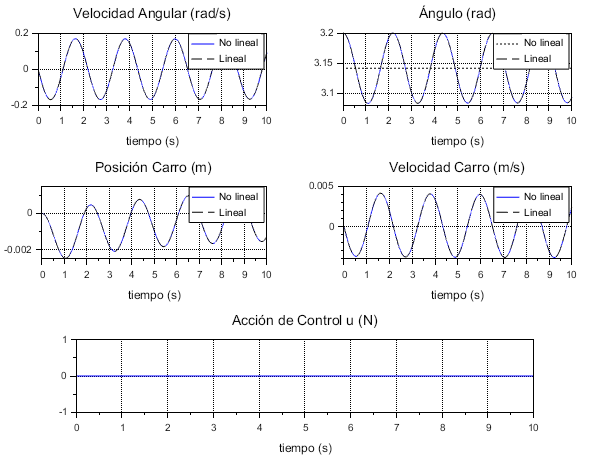 Velocidad Angular (rad/s)
0.2
0
-0.2
No lineal
Lineal
0 1 2 3 4 5 6 7 8 9 10
tiempo (s)
Ángulo (rad)
3.2
3.15
3.1
No lineal
Lineal
0 1 2 3 4 5 6 7 8 9 10
tiempo (s)
Posición Carro (m)
0
-0.002
No lineal
Lineal
0 1 2 3 4 5 6 7 8 9 10
tiempo (s)
Velocidad Carro (m/s)
0.005
0
No lineal
Lineal
0 1 2 3 4 5 6 7 8 9 10
tiempo (s)
Acción de Control u (N)
1
0
-1
0 1 2 3 4 5 6 7 8 9 10
tiempo (s)